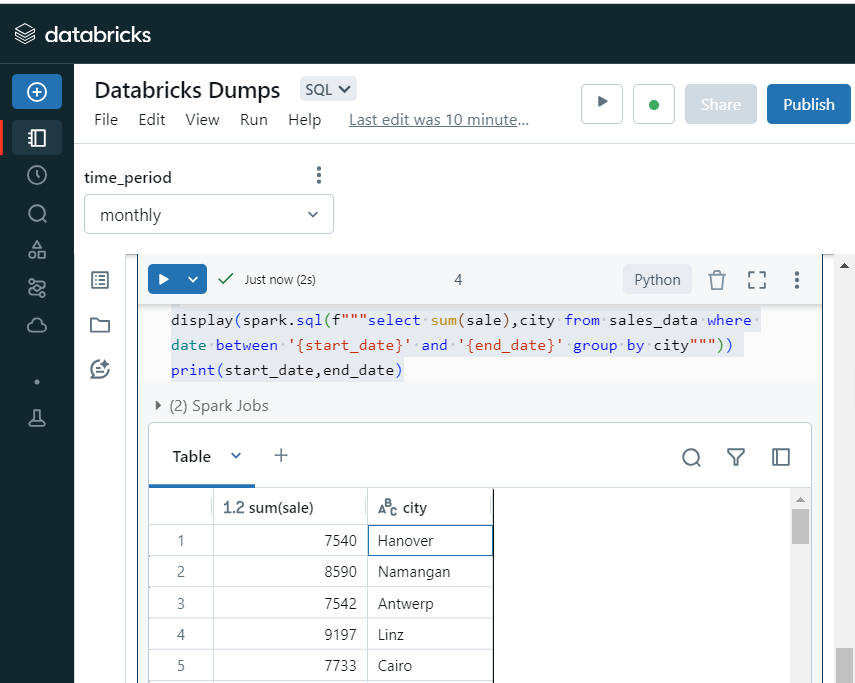 databricks
Databricks Dumps SQL
File Edit View Run Help Last edit was 10 minute...
Share Publish
time_period
monthly
Just now (2s) 4 Python
display(spark.sql(f"""select sum(sale),city from sales_data where
date between '{start_date}' and '{end_date}' group by city"""))
print(start_date,end_date)
(2) Spark Jobs
Table +
1.2 sum(sale) ABC city
1 7540 Hanover
2 8590 Namangan
3 7542 Antwerp
4 9197 Linz
5 7733 Cairo